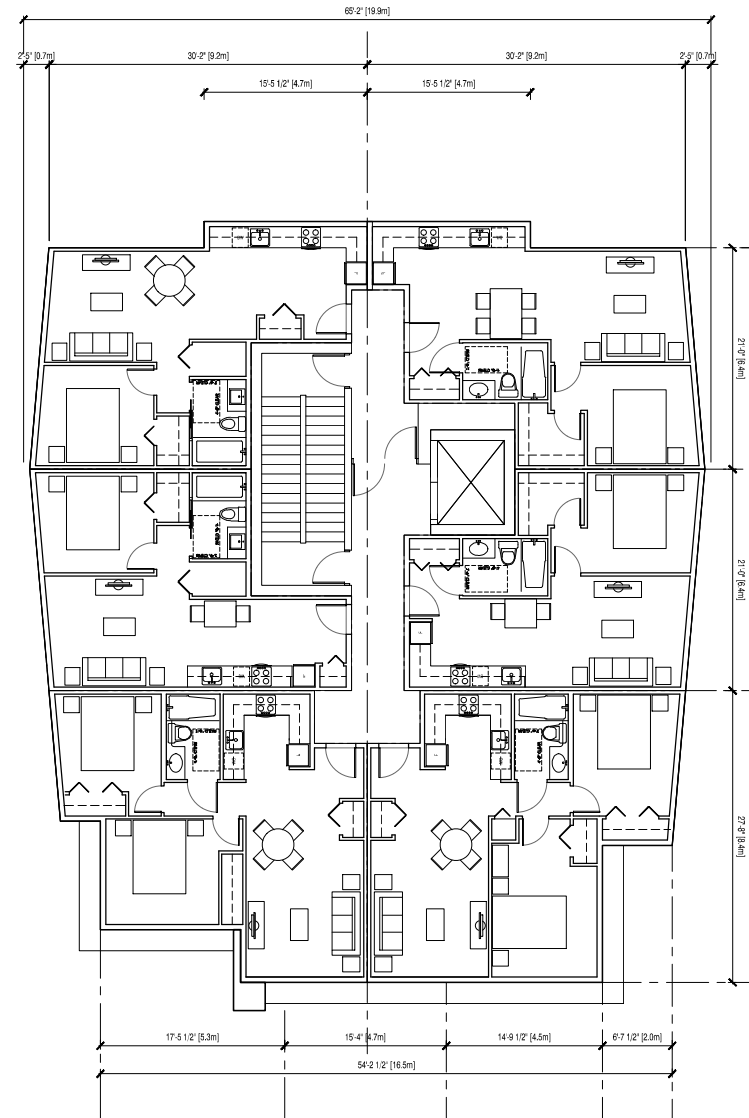 65'-2" [19.9m]
2'-5" [0.7m]
30'-2" [9.2m]
30'-2" [9.2m]
2'-5" [0.7m]
15'-5 1/2" [4.7m]
15'-5 1/2" [4.7m]
21'-0" [6.4m]
21'-0" [6.4m]
27'-8" [8.4m]
17'-5 1/2" [5.3m]
15'-4" [4.7m]
14'-9 1/2" [4.5m]
6'-7 1/2" [2.0m]
54'-2 1/2" [16.5m]